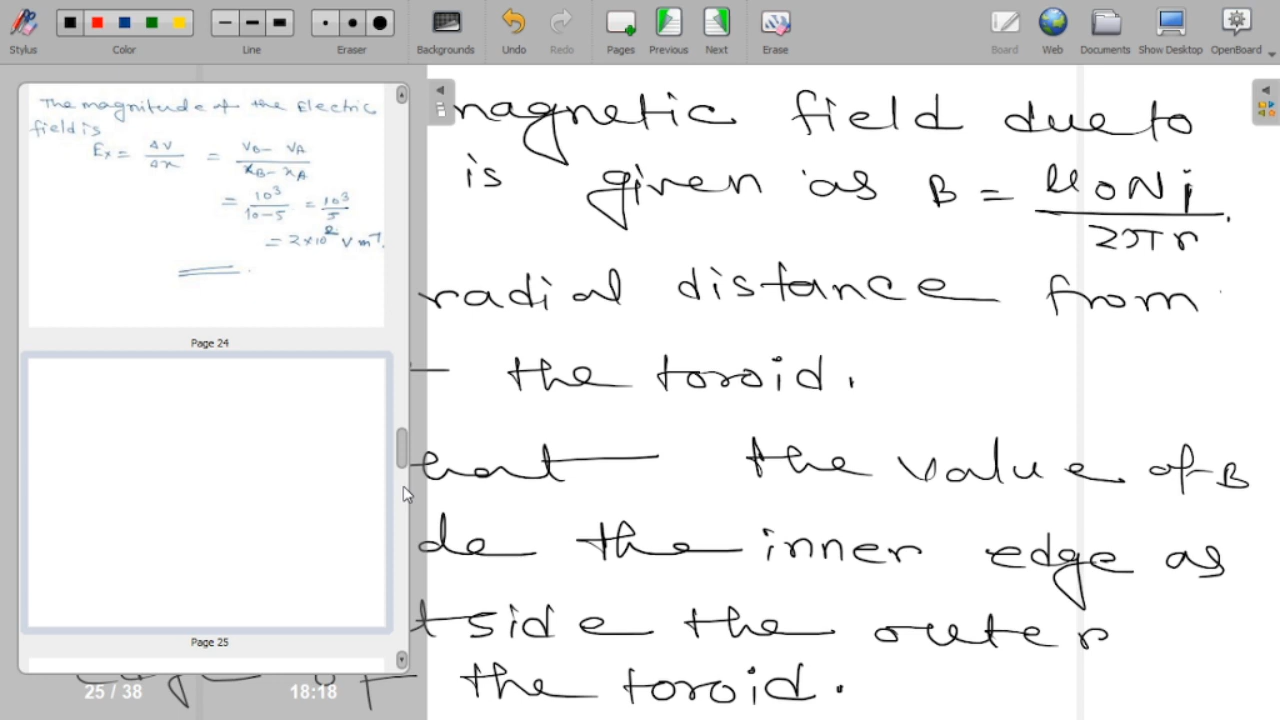 Stylus
Color
Line
Eraser
Backgrounds
Undo
Redo
Pages
Previous
Next
Erase
Board
Web
Documents
Show Desktop
OpenBoard
The magnitude of the Electric
field is
Ex = ΔV/Δx = VB - VA / xB - xA
= 10³/10-5 = 10³/5
= 2×10² V m⁻¹.
Page 24
Page 25
25 / 38
18:18
magnetic field due to
is given as B = μ0Ni/2πr.
radial distance from
the toroid.
the value of B
de the inner edge as
tside the outer
the toroid.